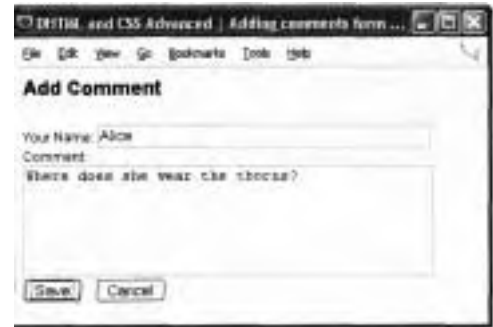 DHTML and CSS Advanced | Adding comments form ...
File Edit View Go Bookmarks Tools Help
Add Comment
Your Name: Alice
Comment:
Where does she wear the thorns?
Save Cancel